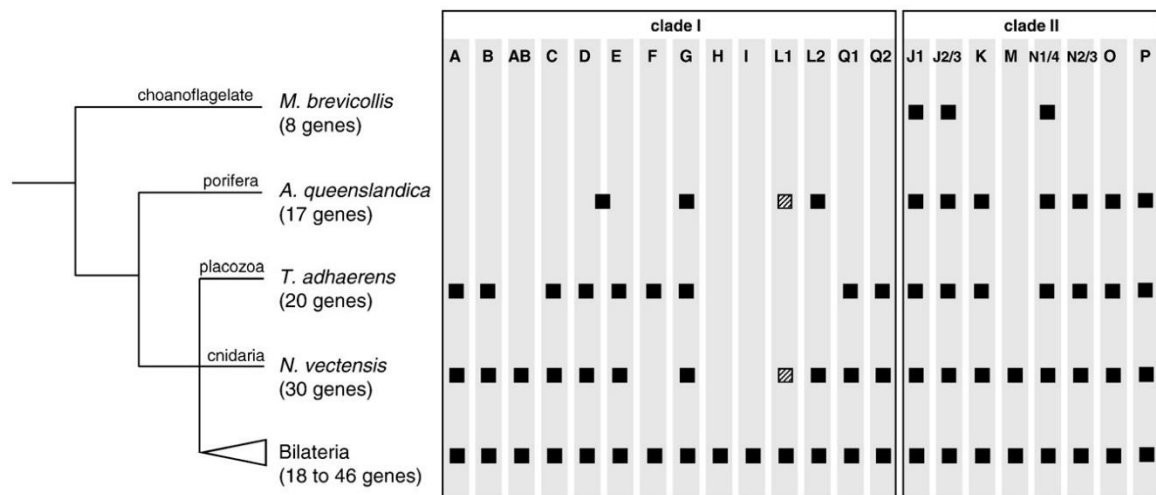 clade I
clade II
A B AB C D E F G H I L1 L2 Q1 Q2 J1 J2/3 K M N1/4 N2/3 O P
choanoflagelate
M. brevicollis
(8 genes)
porifera
A. queenslandica
(17 genes)
placozoa
T. adhaerens
(20 genes)
cnidaria
N. vectensis
(30 genes)
Bilateria
(18 to 46 genes)